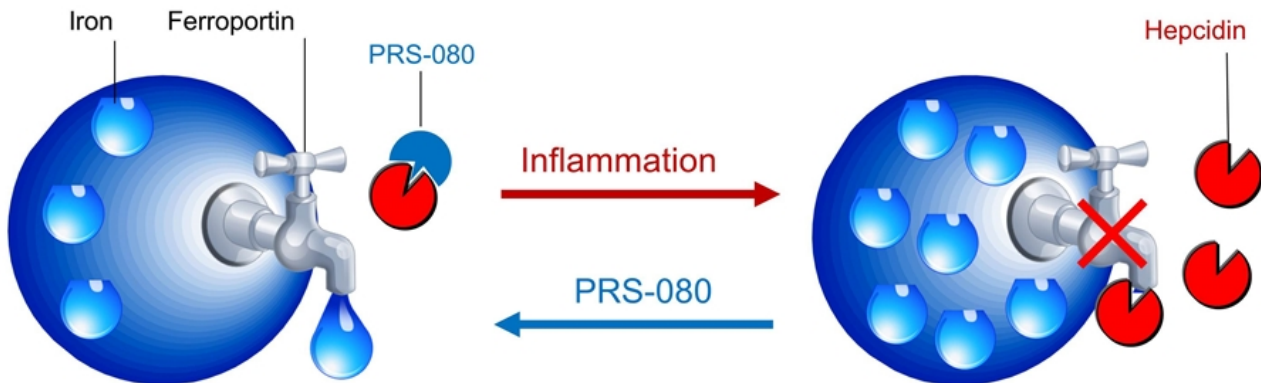 Iron
Ferroportin
PRS-080
Inflammation
PRS-080
Hepcidin